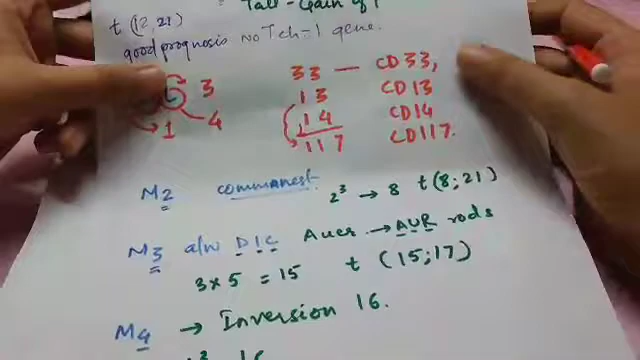 Tall - Gain of 1
t (12,21)
good prognosis no Tch-1 gene.
33 — CD33,
3
13 CD13
1 4
14 CD14
117 CD117.
M2 commonest. 2³ → 8 t(8;21)
M3 a/w DIC Auer → AUR rods
3 × 5 = 15 t (15;17)
M4 → Inversion 16.